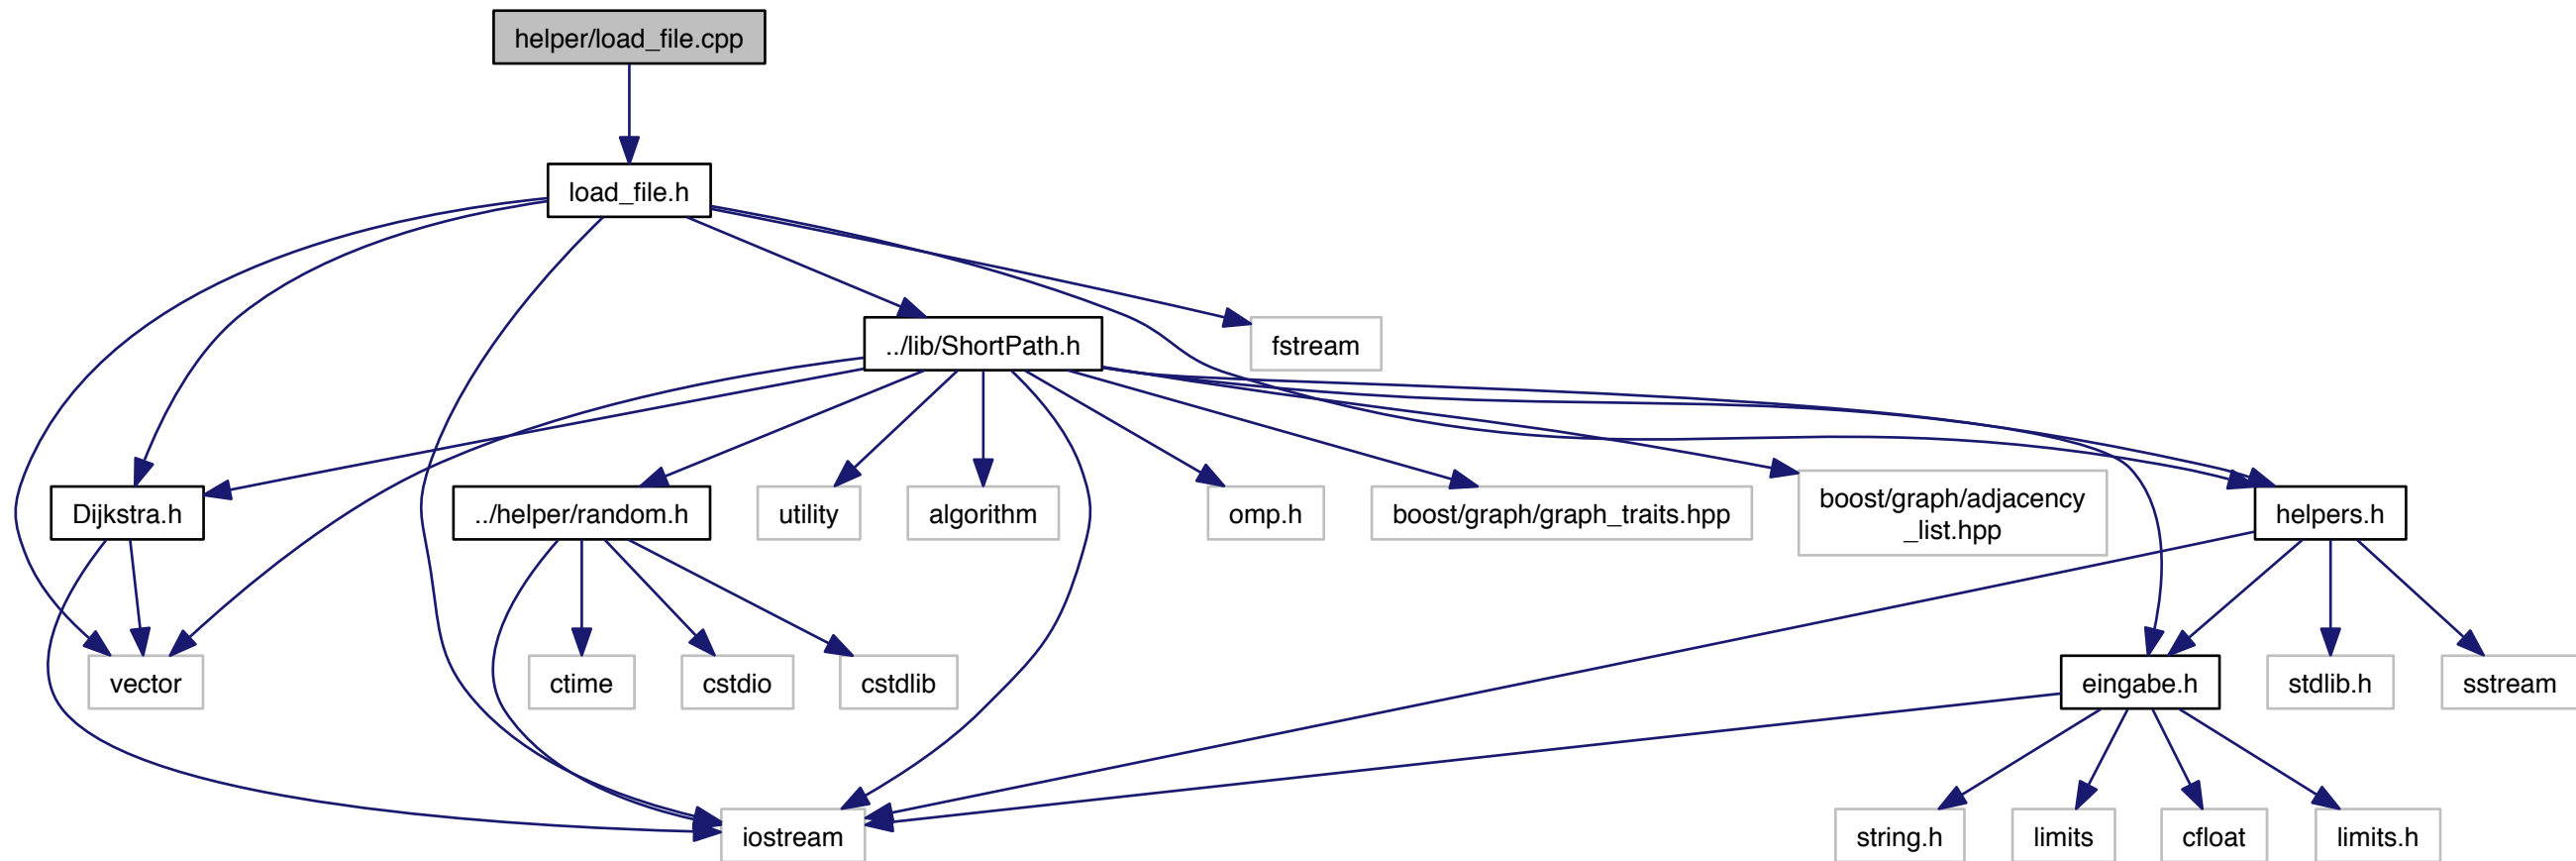 helper/load_file.cpp
load_file.h
../lib/ShortPath.h
fstream
Dijkstra.h
../helper/random.h
utility
algorithm
omp.h
boost/graph/graph_traits.hpp
boost/graph/adjacency
_list.hpp
helpers.h
vector
ctime
cstdio
cstdlib
eingabe.h
stdlib.h
sstream
iostream
string.h
limits
cfloat
limits.h